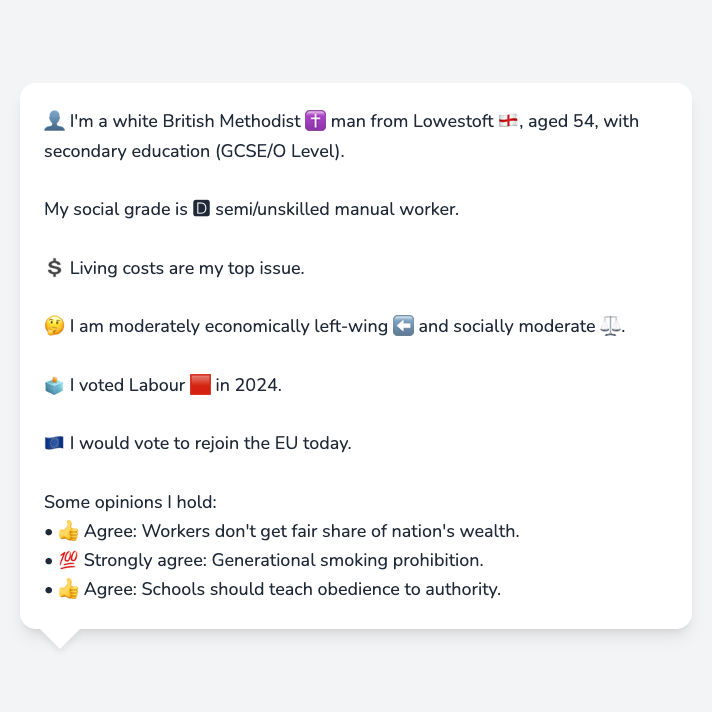 👤 I'm a white British Methodist ✝️ man from Lowestoft 🏴󠁧󠁢󠁥󠁮󠁧󠁿, aged 54, with
secondary education (GCSE/O Level).
My social grade is 🅳 semi/unskilled manual worker.
💲 Living costs are my top issue.
🤔 I am moderately economically left-wing ⬅️ and socially moderate ⚖️.
🗳️ I voted Labour 🟥 in 2024.
🇪🇺 I would vote to rejoin the EU today.
Some opinions I hold:
• 👍 Agree: Workers don't get fair share of nation's wealth.
• 💯 Strongly agree: Generational smoking prohibition.
• 👍 Agree: Schools should teach obedience to authority.